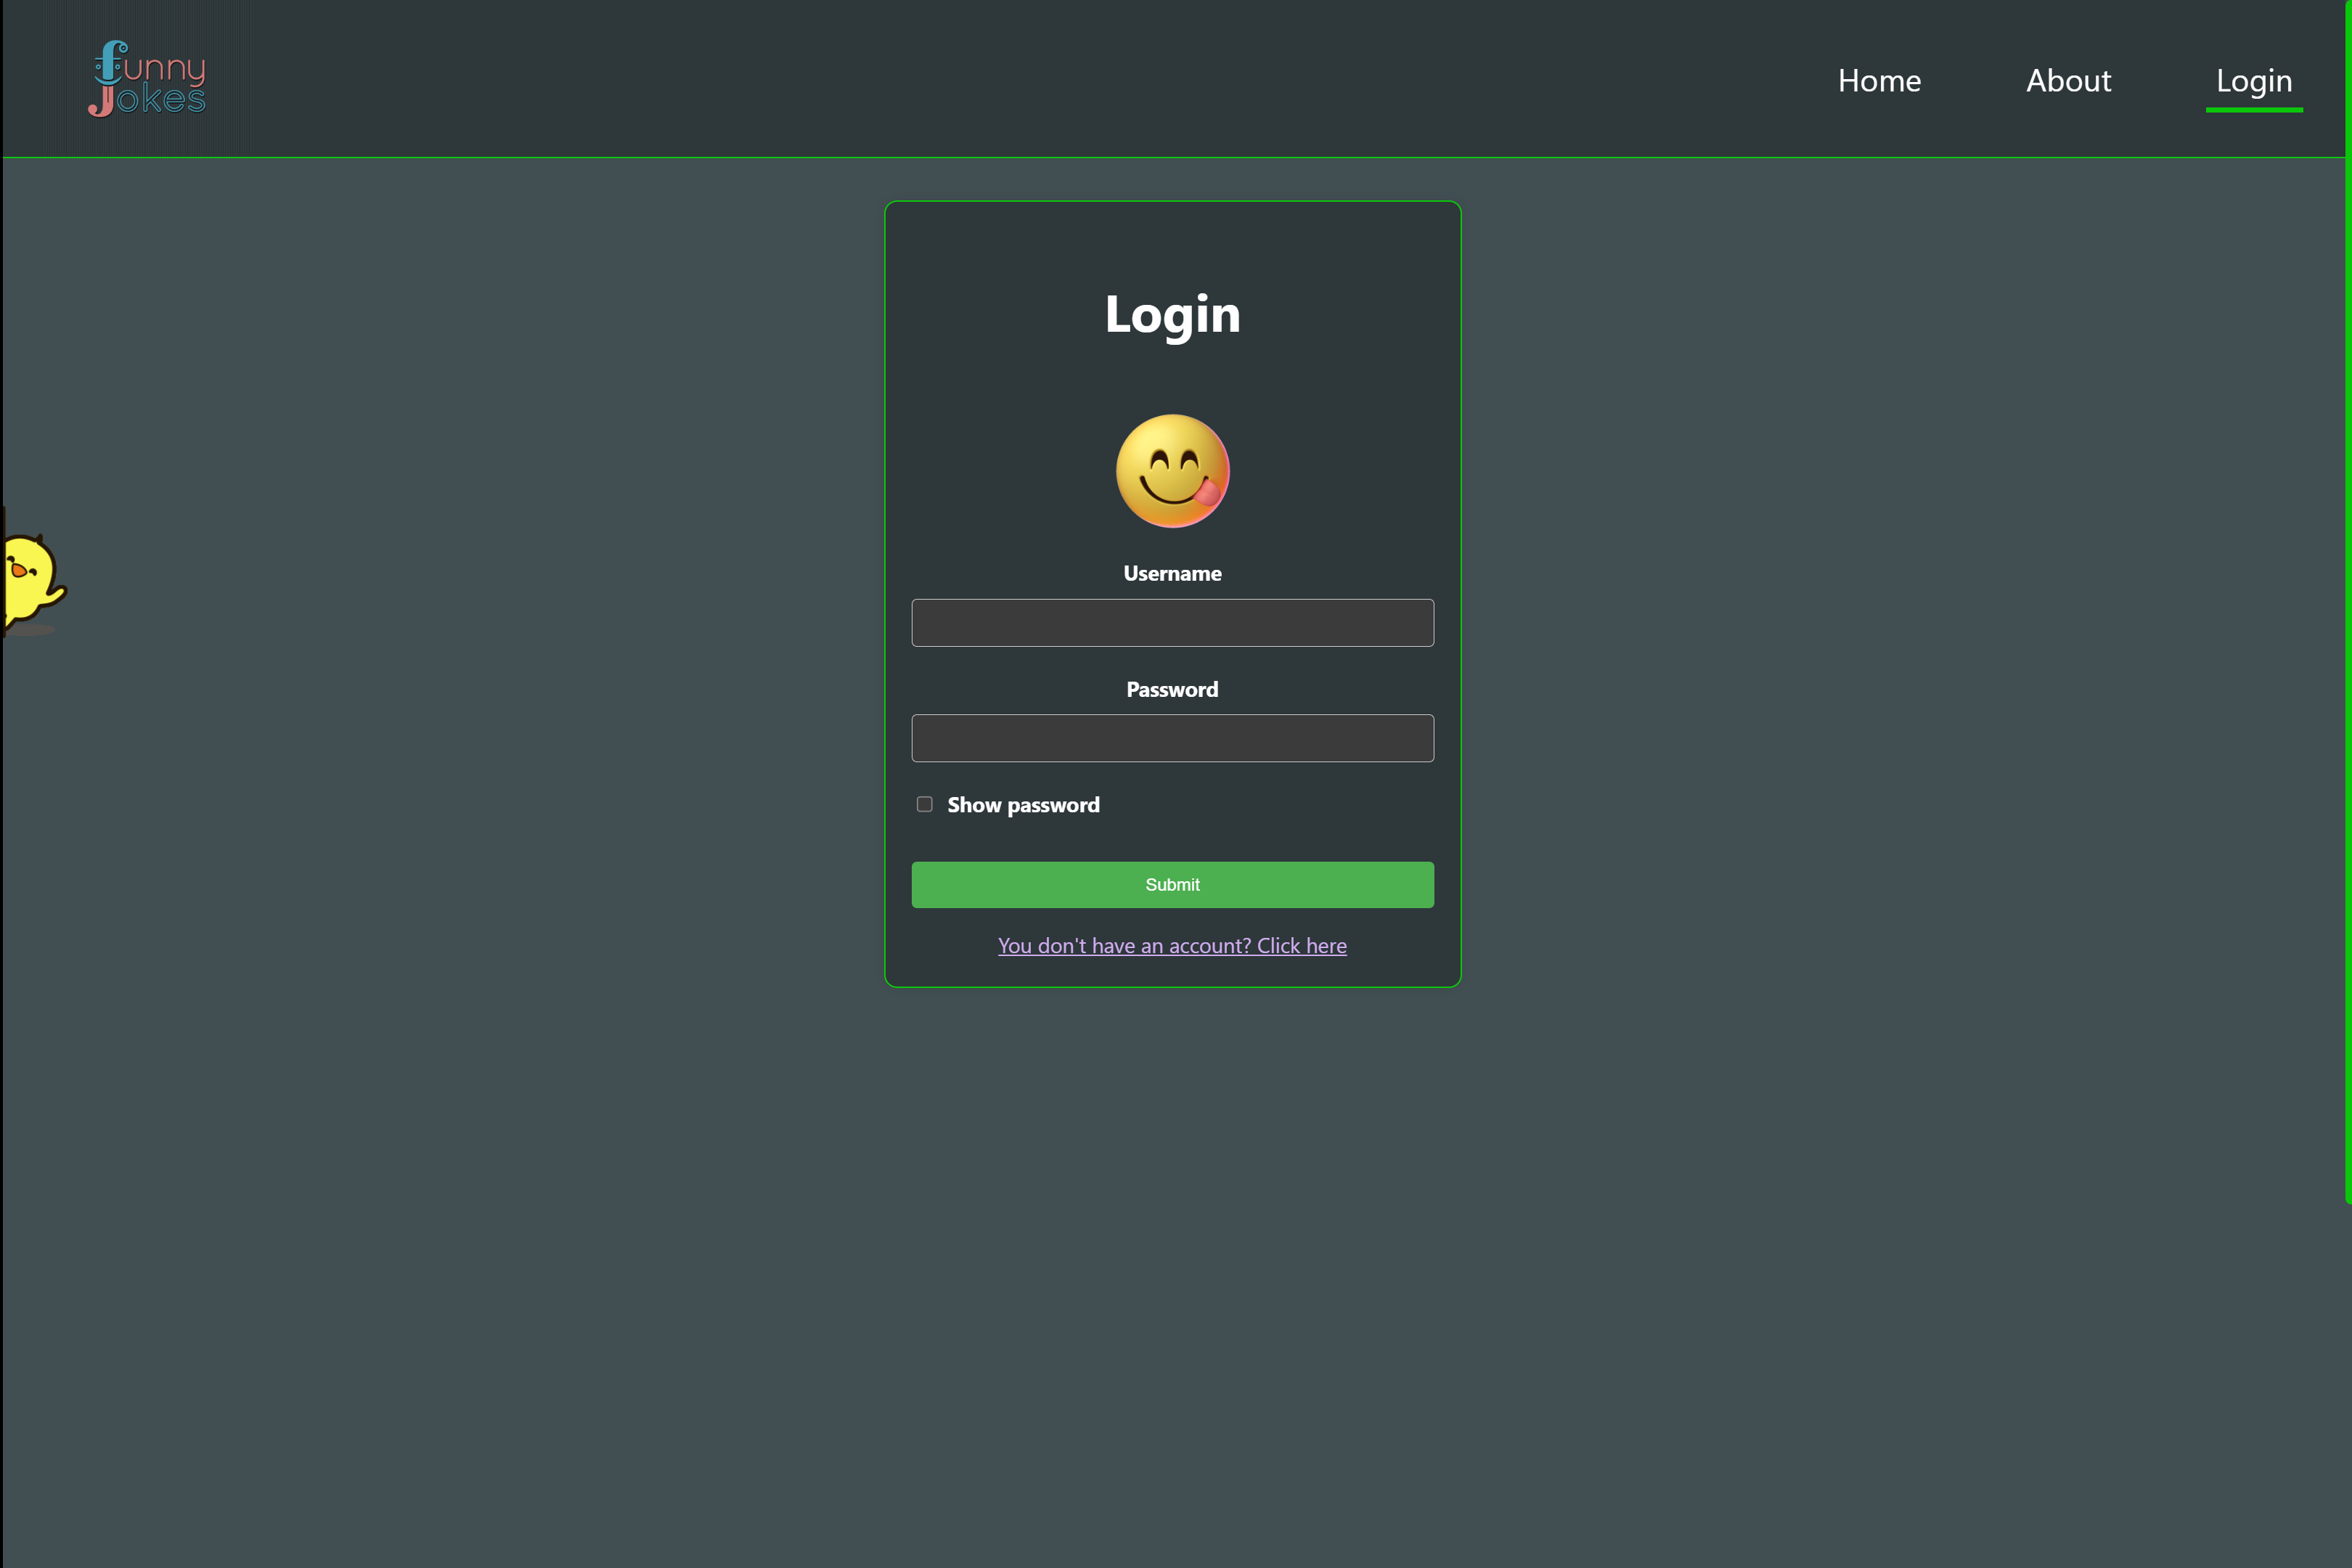 funny
Jokes
Home
About
Login
Login
Username
Password
Show password
Submit
You don't have an account? Click here